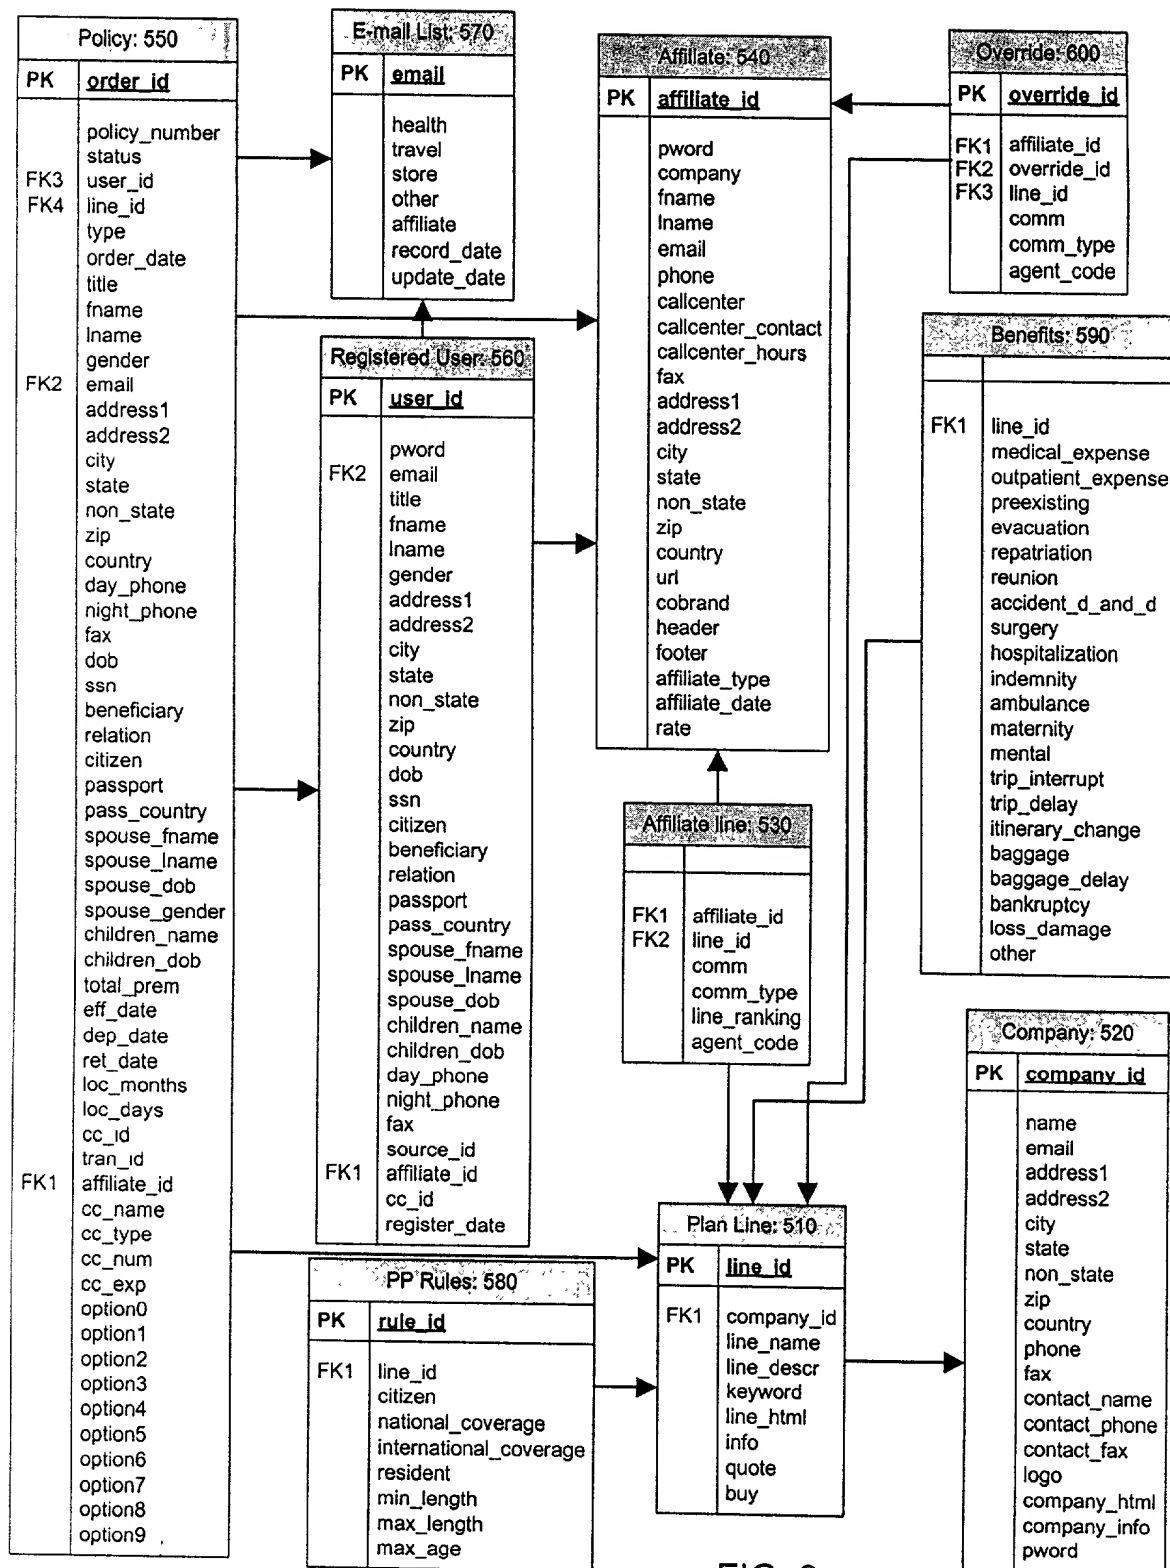 Policy: 550
PK order_id
policy_number
status
FK3 user_id
FK4 line_id
type
order_date
title
fname
lname
gender
FK2 email
address1
address2
city
state
non_state
zip
country
day_phone
night_phone
fax
dob
ssn
beneficiary
relation
citizen
passport
pass_country
spouse_fname
spouse_lname
spouse_dob
spouse_gender
children_name
children_dob
total_prem
eff_date
dep_date
ret_date
loc_months
loc_days
cc_id
tran_id
FK1 affiliate_id
cc_name
cc_type
cc_num
cc_exp
option0
option1
option2
option3
option4
option5
option6
option7
option8
option9
E-mail List: 570
PK email
health
travel
store
other
affiliate
record_date
update_date
Registered User: 560
PK user_id
pword
FK2 email
title
fname
lname
gender
address1
address2
city
state
non_state
zip
country
dob
ssn
citizen
beneficiary
relation
passport
pass_country
spouse_fname
spouse_lname
spouse_dob
children_name
children_dob
day_phone
night_phone
fax
source_id
FK1 affiliate_id
cc_id
register_date
PP Rules: 580
PK rule_id
FK1 line_id
citizen
national_coverage
international_coverage
resident
min_length
max_length
max_age
Affiliate: 540
PK affiliate_id
pword
company
fname
lname
email
phone
callcenter
callcenter_contact
callcenter_hours
fax
address1
address2
city
state
non_state
zip
country
url
cobrand
header
footer
affiliate_type
affiliate_date
rate
Affiliate line: 530
FK1 affiliate_id
FK2 line_id
comm
comm_type
line_ranking
agent_code
Plan Line: 510
PK line_id
FK1 company_id
line_name
line_descr
keyword
line_html
info
quote
buy
Override: 600
PK override_id
FK1 affiliate_id
FK2 override_id
FK3 line_id
comm
comm_type
agent_code
Benefits: 590
FK1 line_id
medical_expense
outpatient_expense
preexisting
evacuation
repatriation
reunion
accident_d_and_d
surgery
hospitalization
indemnity
ambulance
maternity
mental
trip_interrupt
trip_delay
itinerary_change
baggage
baggage_delay
bankruptcy
loss_damage
other
Company: 520
PK company_id
name
email
address1
address2
city
state
non_state
zip
country
phone
fax
contact_name
contact_phone
contact_fax
logo
company_html
company_info
pword